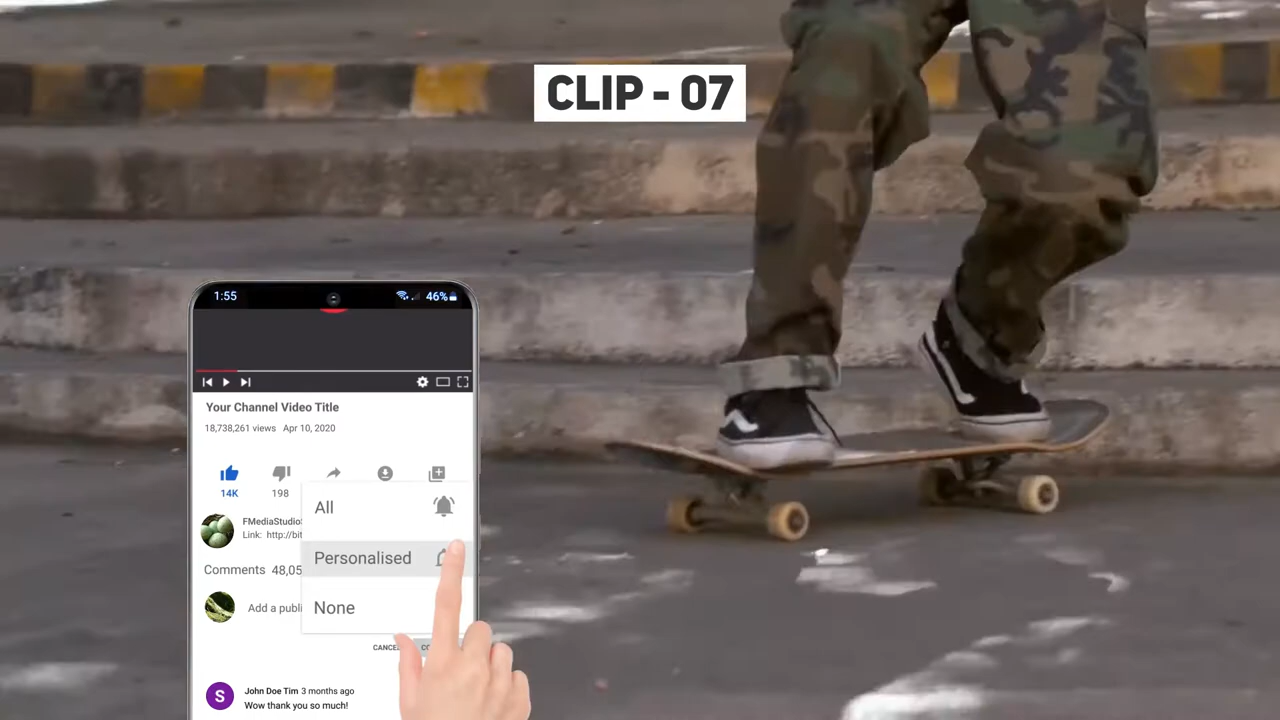 CLIP - 07
1:55
46%
Your Channel Video Title
18,738,261 views Apr 10, 2020
14K
198
All
FMediaStudio
Link: http://bit
Personalised
Comments 48,05
None
Add a publi
CANCE
S
John Doe Tim 3 months ago
Wow thank you so much!